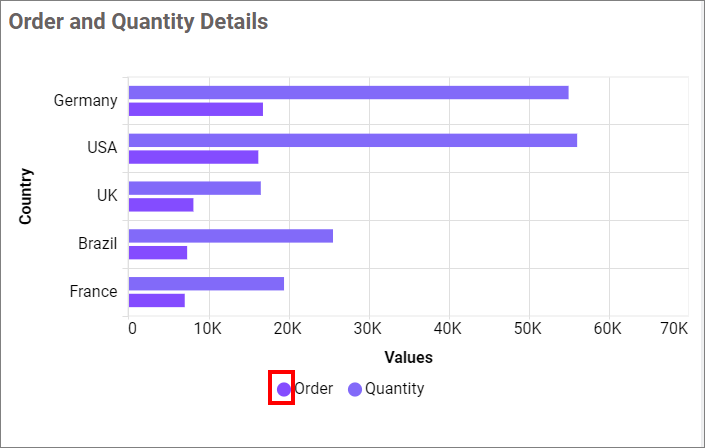 Order and Quantity Details
Germany
USA
UK
Brazil
France
Country
0 10K 20K 30K 40K 50K 60K 70K
Values
Order Quantity